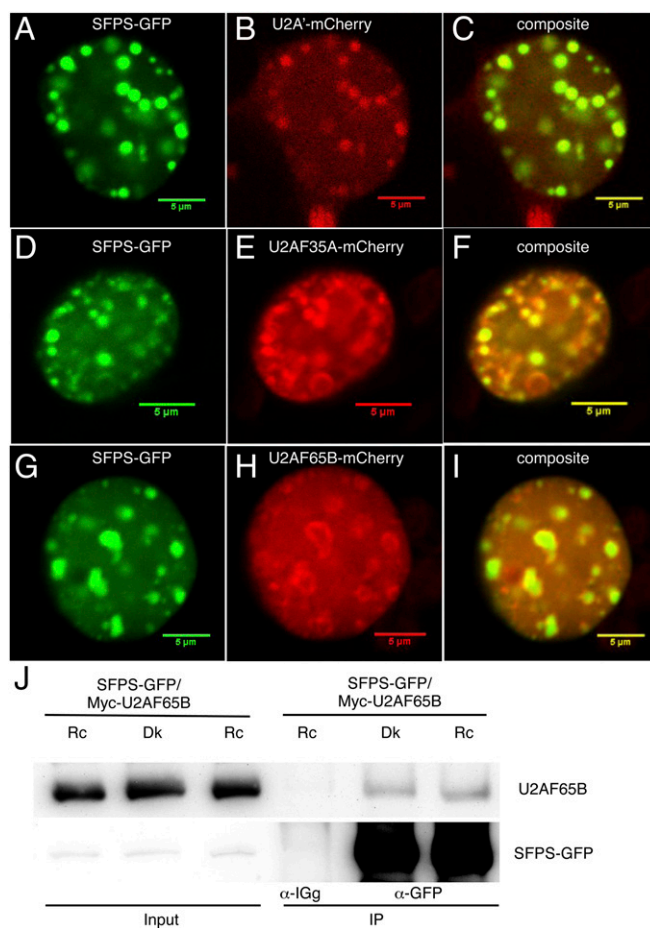 A SFPS-GFP
B U2A'-mCherry
C composite
5 µm
5 µm
5 µm
D SFPS-GFP
E U2AF35A-mCherry
F composite
5 µm
5 µm
5 µm
G SFPS-GFP
H U2AF65B-mCherry
I composite
5 µm
5 µm
5 µm
J
SFPS-GFP/ SFPS-GFP/
Myc-U2AF65B Myc-U2AF65B
Rc Dk Rc Rc Dk Rc
U2AF65B
SFPS-GFP
α-IGg α-GFP
Input IP